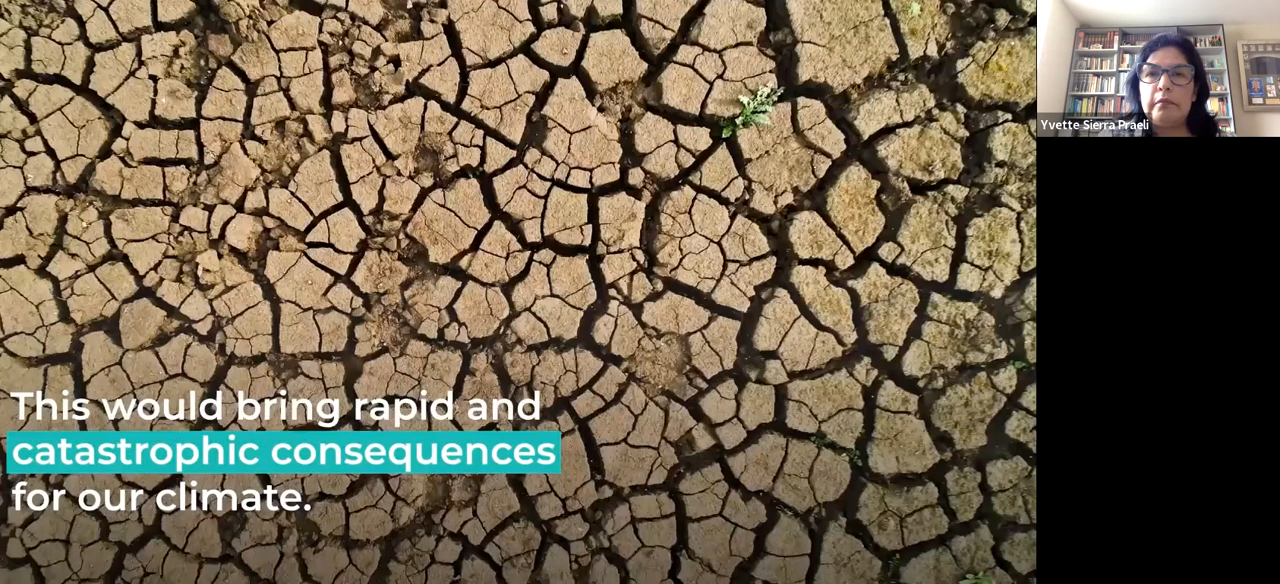 Yvette Sierra Praeli
This would bring rapid and
catastrophic consequences
for our climate.